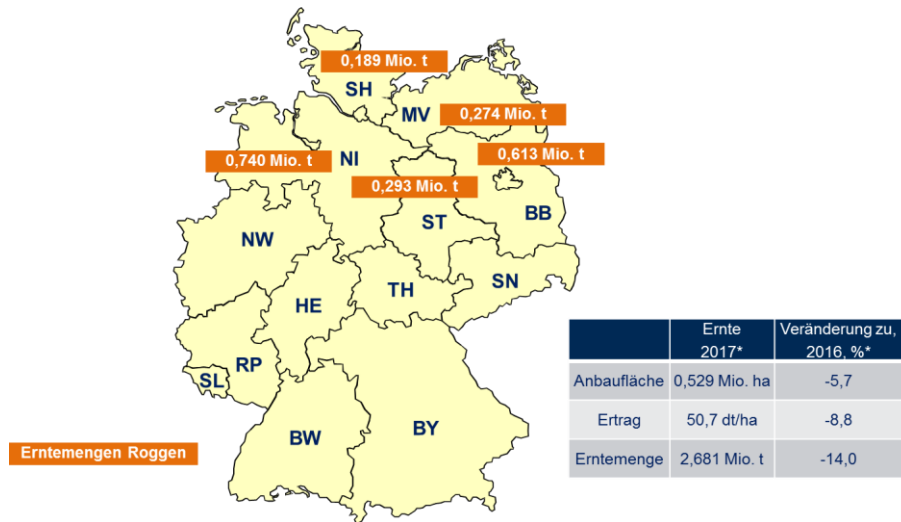 0,189 Mio. t
SH
MV
0,274 Mio. t
0,740 Mio. t
NI
0,613 Mio. t
0,293 Mio. t
BB
ST
NW
SN
TH
HE
RP
SL
BW
BY
Erntemengen Roggen
Ernte
2017*
Veränderung zu,
2016, %*
Anbaufläche 0,529 Mio. ha -5,7
Ertrag 50,7 dt/ha -8,8
Erntemenge 2,681 Mio. t -14,0